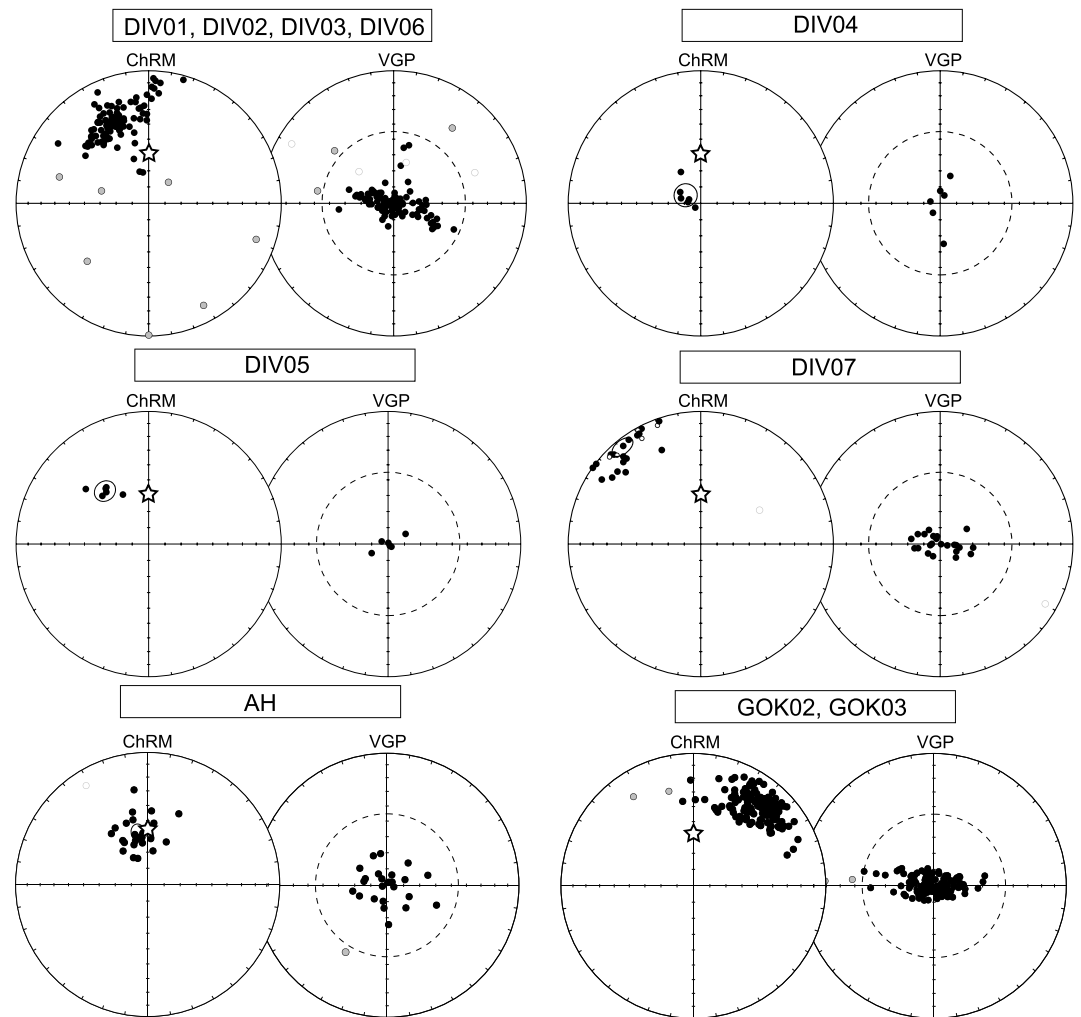 DIV01, DIV02, DIV03, DIV06
ChRM
VGP
DIV04
ChRM
VGP
DIV05
ChRM
VGP
DIV07
ChRM
VGP
AH
ChRM
VGP
GOK02, GOK03
ChRM
VGP